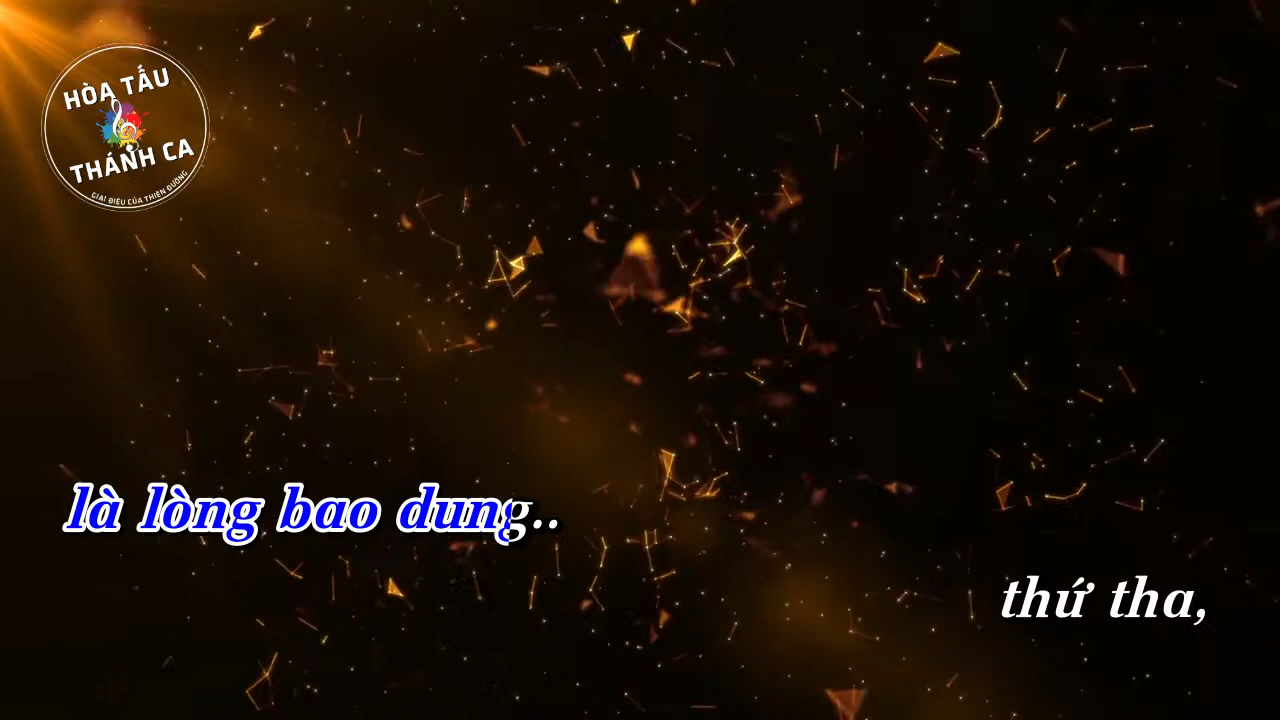 HÒA TẤU
THÁNH CA
GIAI ĐIỆU CỦA THIÊN ĐƯỜNG
là lòng bao dung..
thứ tha,